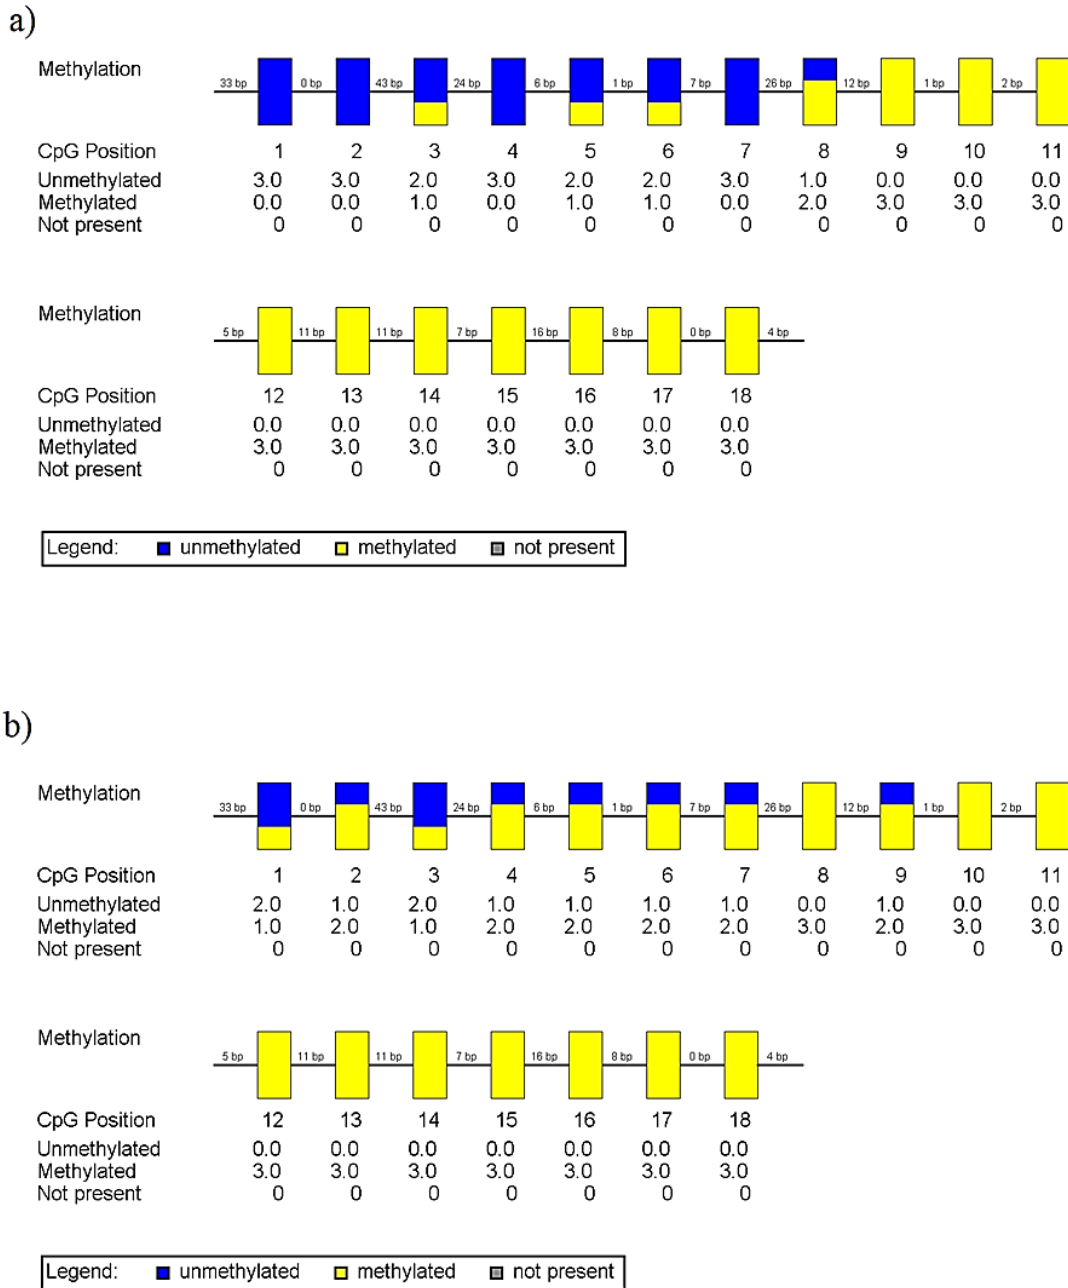 a)
Methylation
33 bp 0 bp 43 bp 24 bp 6 bp 1 bp 7 bp 26 bp 12 bp 1 bp 2 bp
CpG Position 1 2 3 4 5 6 7 8 9 10 11
Unmethylated 3.0 3.0 2.0 3.0 2.0 2.0 3.0 1.0 0.0 0.0 0.0
Methylated 0.0 0.0 1.0 0.0 1.0 1.0 0.0 2.0 3.0 3.0 3.0
Not present 0 0 0 0 0 0 0 0 0 0 0
Methylation
5 bp 11 bp 11 bp 7 bp 16 bp 8 bp 0 bp 4 bp
CpG Position 12 13 14 15 16 17 18
Unmethylated 0.0 0.0 0.0 0.0 0.0 0.0 0.0
Methylated 3.0 3.0 3.0 3.0 3.0 3.0 3.0
Not present 0 0 0 0 0 0 0
Legend: unmethylated methylated not present
b)
Methylation
33 bp 0 bp 43 bp 24 bp 6 bp 1 bp 7 bp 26 bp 12 bp 1 bp 2 bp
CpG Position 1 2 3 4 5 6 7 8 9 10 11
Unmethylated 2.0 1.0 2.0 1.0 1.0 1.0 1.0 0.0 1.0 0.0 0.0
Methylated 1.0 2.0 1.0 2.0 2.0 2.0 2.0 3.0 2.0 3.0 3.0
Not present 0 0 0 0 0 0 0 0 0 0 0
Methylation
5 bp 11 bp 11 bp 7 bp 16 bp 8 bp 0 bp 4 bp
CpG Position 12 13 14 15 16 17 18
Unmethylated 0.0 0.0 0.0 0.0 0.0 0.0 0.0
Methylated 3.0 3.0 3.0 3.0 3.0 3.0 3.0
Not present 0 0 0 0 0 0 0
Legend: unmethylated methylated not present